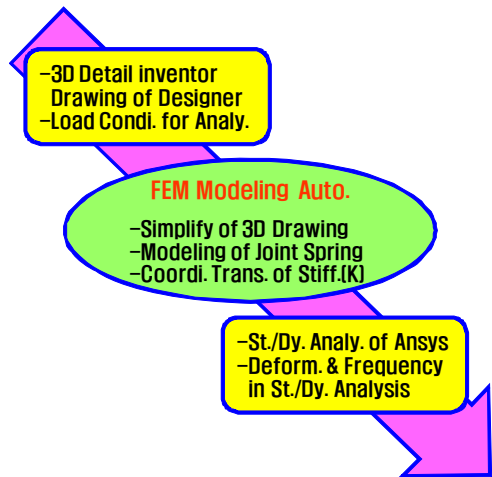 -3D Detail inventor
Drawing of Designer
-Load Condi. for Analy.
FEM Modeling Auto.
-Simplify of 3D Drawing
-Modeling of Joint Spring
-Coordi. Trans. of Stiff.[K]
-St./Dy. Analy. of Ansys
-Deform. & Frequency
in St./Dy. Analysis